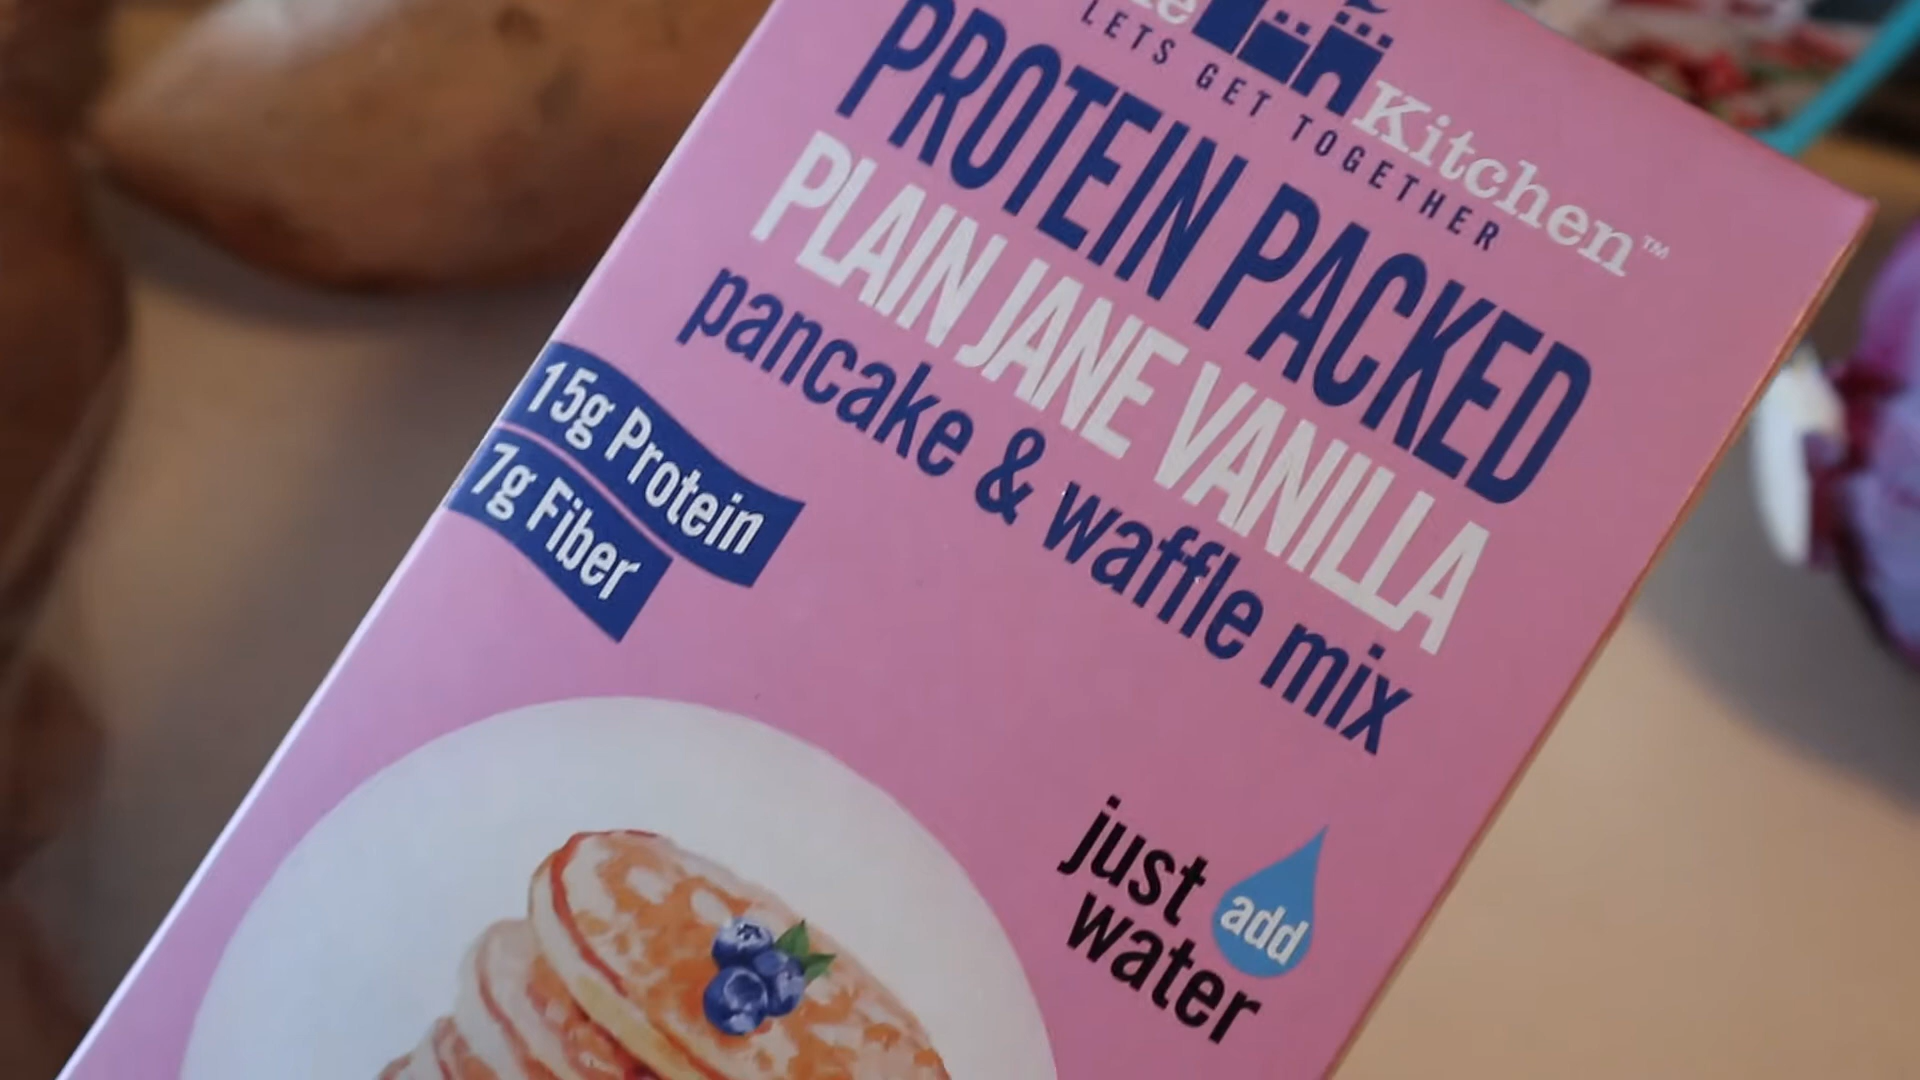 Kitchen™
LETS GET TOGETHER
PROTEIN PACKED
PLAIN JANE VANILLA
pancake & waffle mix
15g Protein
7g Fiber
just
add
water